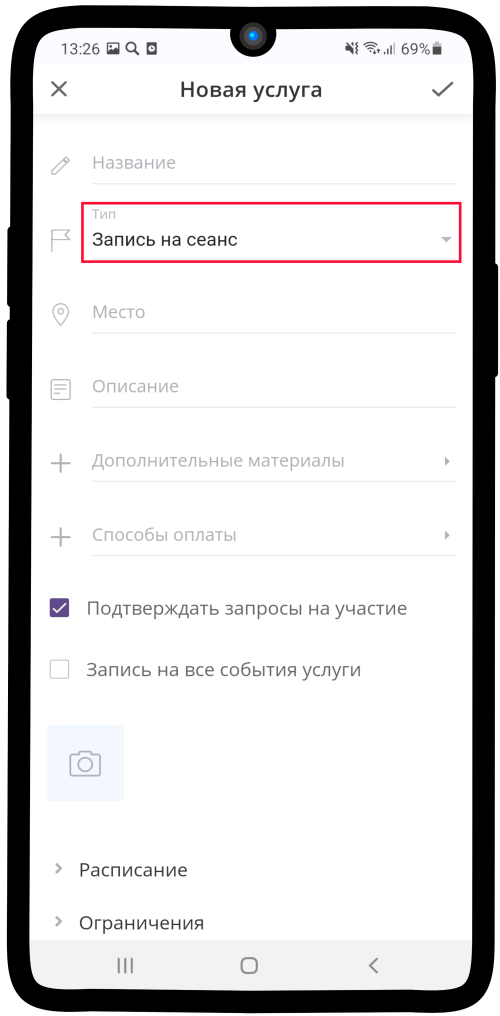 13:26 69%
Новая услуга
Название
Тип
Запись на сеанс
Место
Описание
Дополнительные материалы
Способы оплаты
Подтверждать запросы на участие
Запись на все события услуги
Расписание
Ограничения